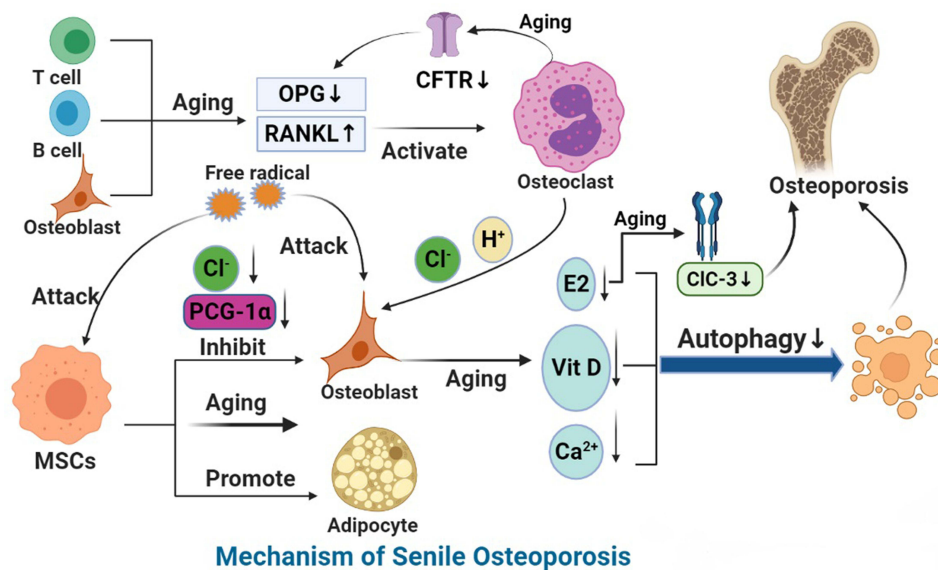 Aging
T cell
CFTR↓
OPG↓
Aging
B cell
RANKL↑
Activate
Osteoclast
Osteoporosis
Free radical
Osteoblast
Attack
Cl⁻
H⁺
Aging
Cl⁻
E2
ClC-3↓
Attack
PCG-1α
Inhibit
Autophagy↓
Vit D
Osteoblast
Aging
Aging
MSCs
Ca²⁺
Promote
Adipocyte
Mechanism of Senile Osteoporosis